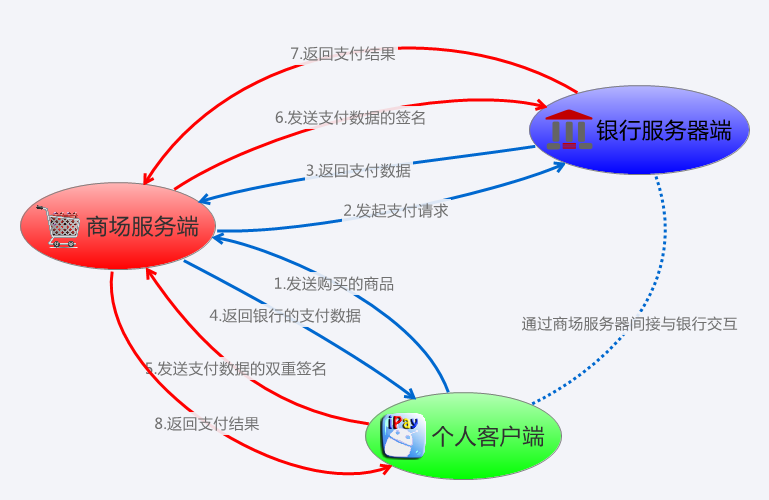 7.返回支付结果
6.发送支付数据的签名
银行服务器端
3.返回支付数据
2.发起支付请求
商场服务端
1.发送购买的商品
4.返回银行的支付数据
通过商场服务器间接与银行交互
5.发送支付数据的双重签名
8.返回支付结果
iPay
个人客户端